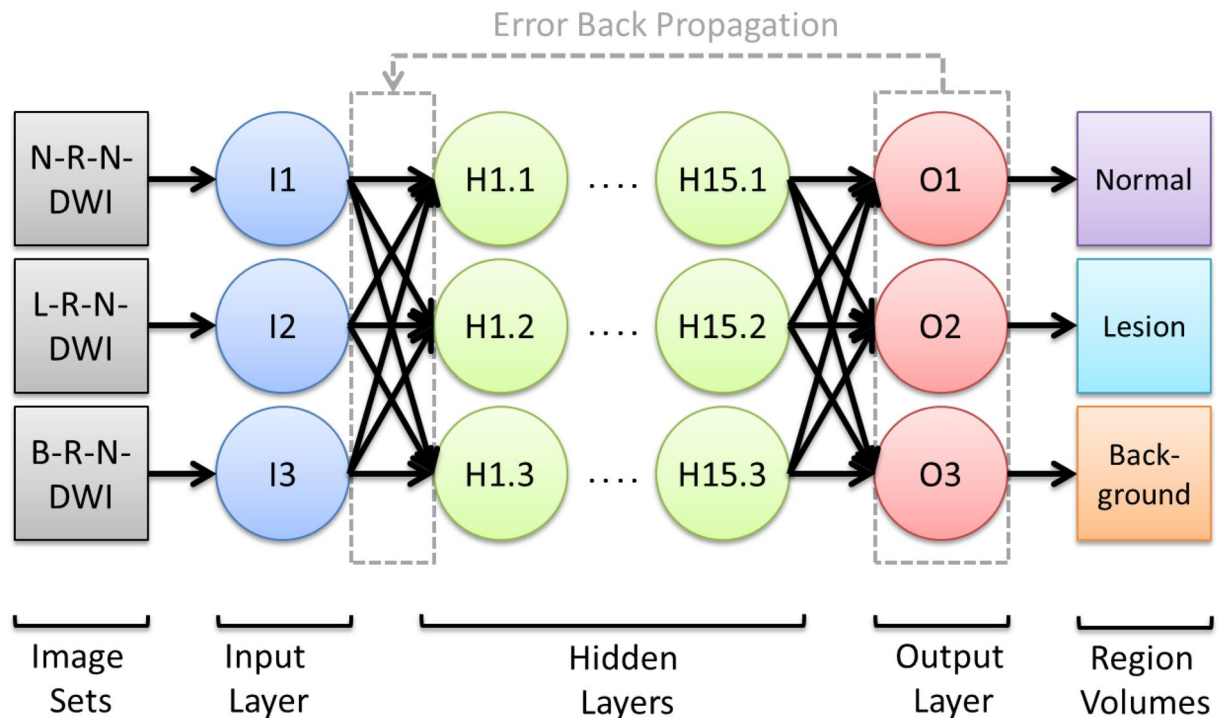 Error Back Propagation
N-R-N-
DWI
I1
H1.1
....
H15.1
O1
Normal
L-R-N-
DWI
I2
H1.2
....
H15.2
O2
Lesion
B-R-N-
DWI
I3
H1.3
....
H15.3
O3
Back-
ground
Image
Sets
Input
Layer
Hidden
Layers
Output
Layer
Region
Volumes